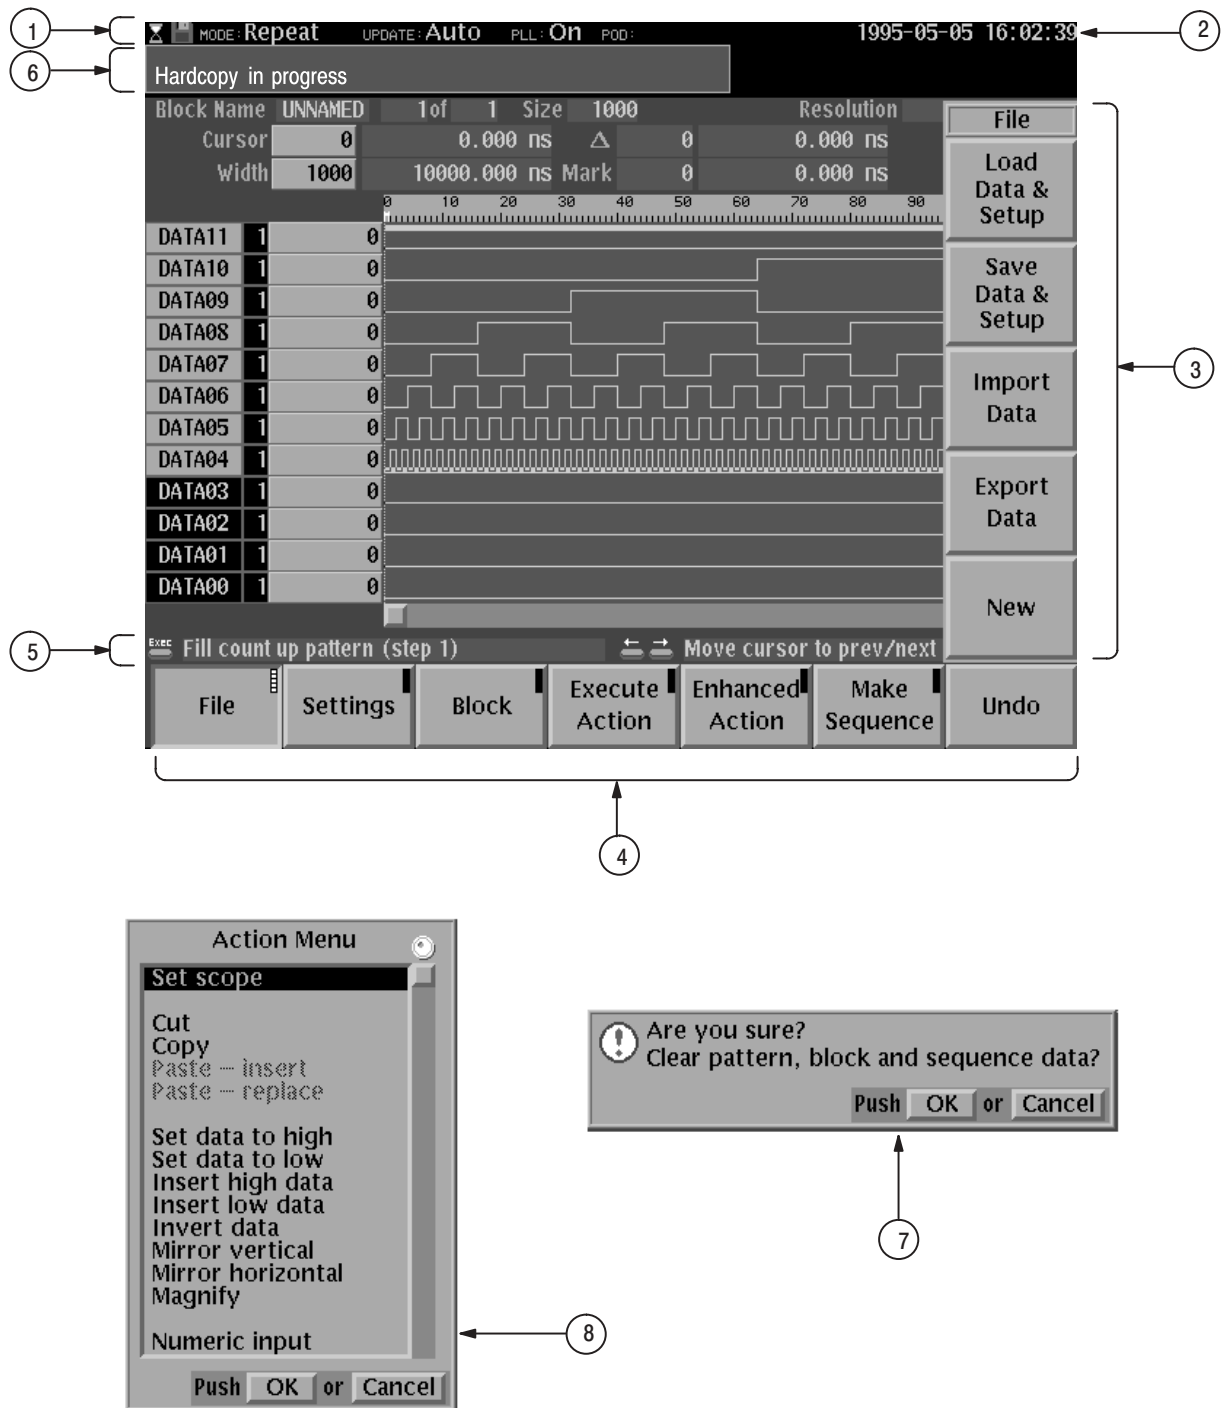 1
MODE: Repeat UPDATE: Auto PLL: On POD: 1995-05-05 16:02:39
2
6
Hardcopy in progress
Block Name UNNAMED 1 of 1 Size 1000 Resolution
Cursor 0 0.000 ns Δ 0 0.000 ns
Width 1000 10000.000 ns Mark 0 0.000 ns
0 10 20 30 40 50 60 70 80 90
DATA11 1 0
DATA10 1 0
DATA09 1 0
DATA08 1 0
DATA07 1 0
DATA06 1 0
DATA05 1 0
DATA04 1 0
DATA03 1 0
DATA02 1 0
DATA01 1 0
DATA00 1 0
File
Load
Data &
Setup
Save
Data &
Setup
Import
Data
Export
Data
New
3
5
Exec Fill count up pattern (step 1) ← → Move cursor to prev/next
File
Settings
Block
Execute
Action
Enhanced
Action
Make
Sequence
Undo
4
Action Menu
Set scope
Cut
Copy
Paste – insert
Paste – replace
Set data to high
Set data to low
Insert high data
Insert low data
Invert data
Mirror vertical
Mirror horizontal
Magnify
Numeric input
Push OK or Cancel
8
Are you sure?
Clear pattern, block and sequence data?
Push OK or Cancel
7